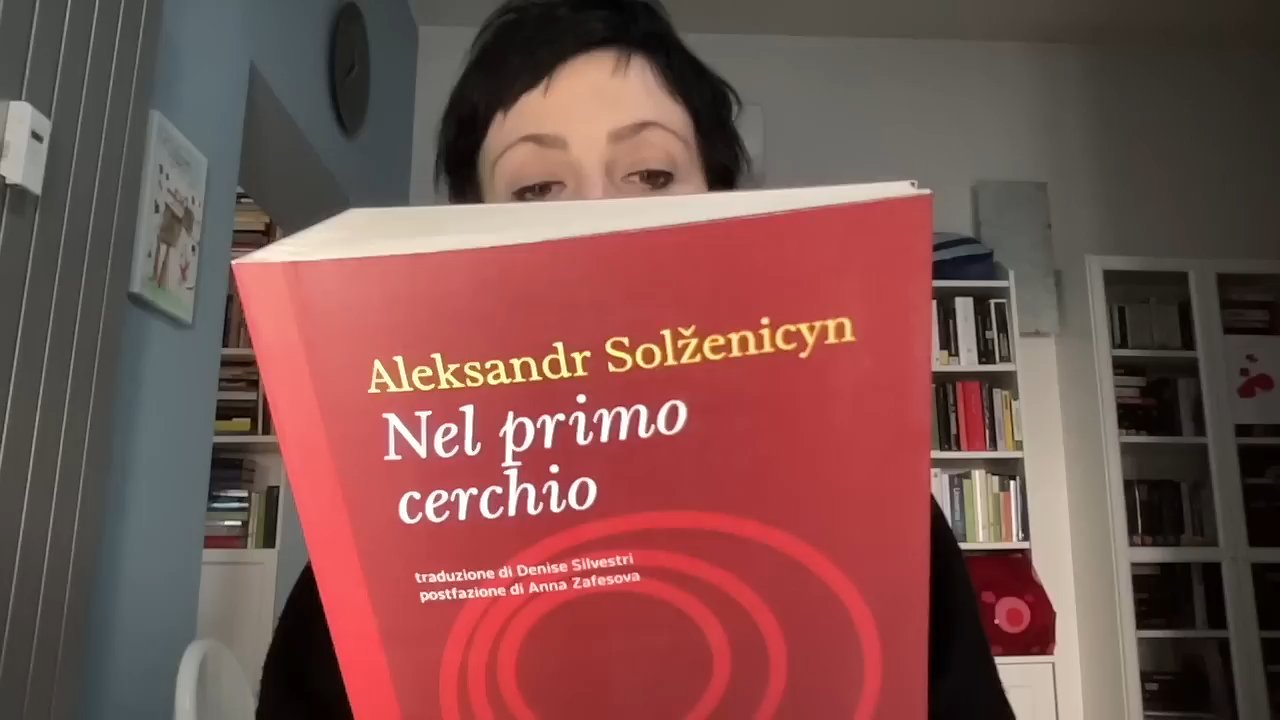 Aleksandr Solženicyn
Nel primo
cerchio
traduzione di Denise Silvestri
postfazione di Anna Zafesova